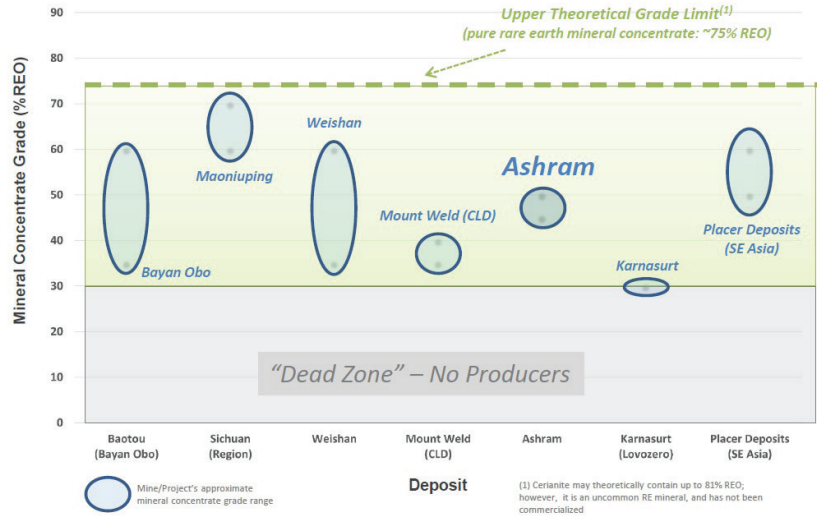 Upper Theoretical Grade Limit(1)
(pure rare earth mineral concentrate: ~75% REO)
Mineral Concentrate Grade (%REO)
90
80
70
60
50
40
30
20
10
0
Weishan
Maoniuping
Ashram
Mount Weld (CLD)
Placer Deposits
(SE Asia)
Bayan Obo
Karnasurt
“Dead Zone” – No Producers
Baotou
(Bayan Obo)
Sichuan
(Region)
Weishan
Mount Weld
(CLD)
Ashram
Karnasurt
(Lovozero)
Placer Deposits
(SE Asia)
Deposit
Mine/Project's approximate
mineral concentrate grade range
(1) Cerianite may theoretically contain up to 81% REO;
however, it is an uncommon RE mineral, and has not been
commercialized